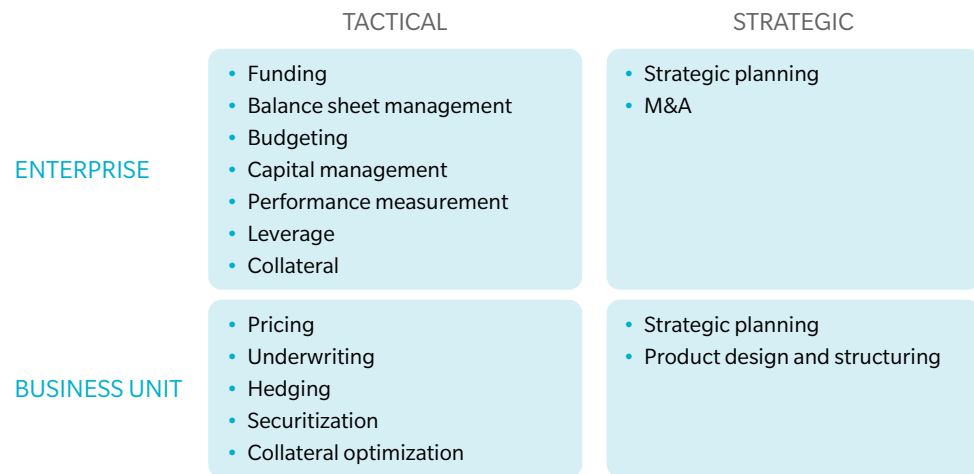 TACTICAL
STRATEGIC
ENTERPRISE
• Funding
• Balance sheet management
• Budgeting
• Capital management
• Performance measurement
• Leverage
• Collateral
• Strategic planning
• M&A
BUSINESS UNIT
• Pricing
• Underwriting
• Hedging
• Securitization
• Collateral optimization
• Strategic planning
• Product design and structuring